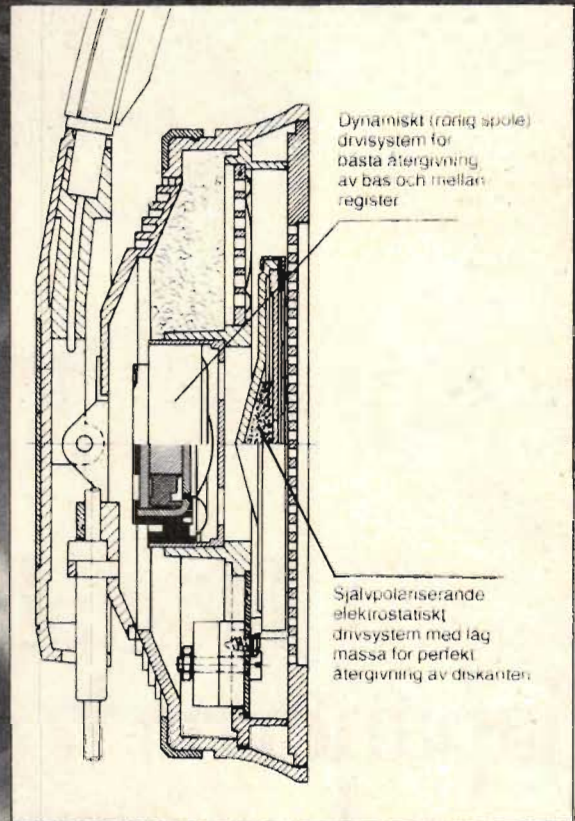 Dynamiskt (rörlig spole)
drivsystem för
bästa återgivning
av bas och mellan
register
Självpolariserande
elektrostatiskt
drivsystem med låg
massa för perfekt
återgivning av diskanten